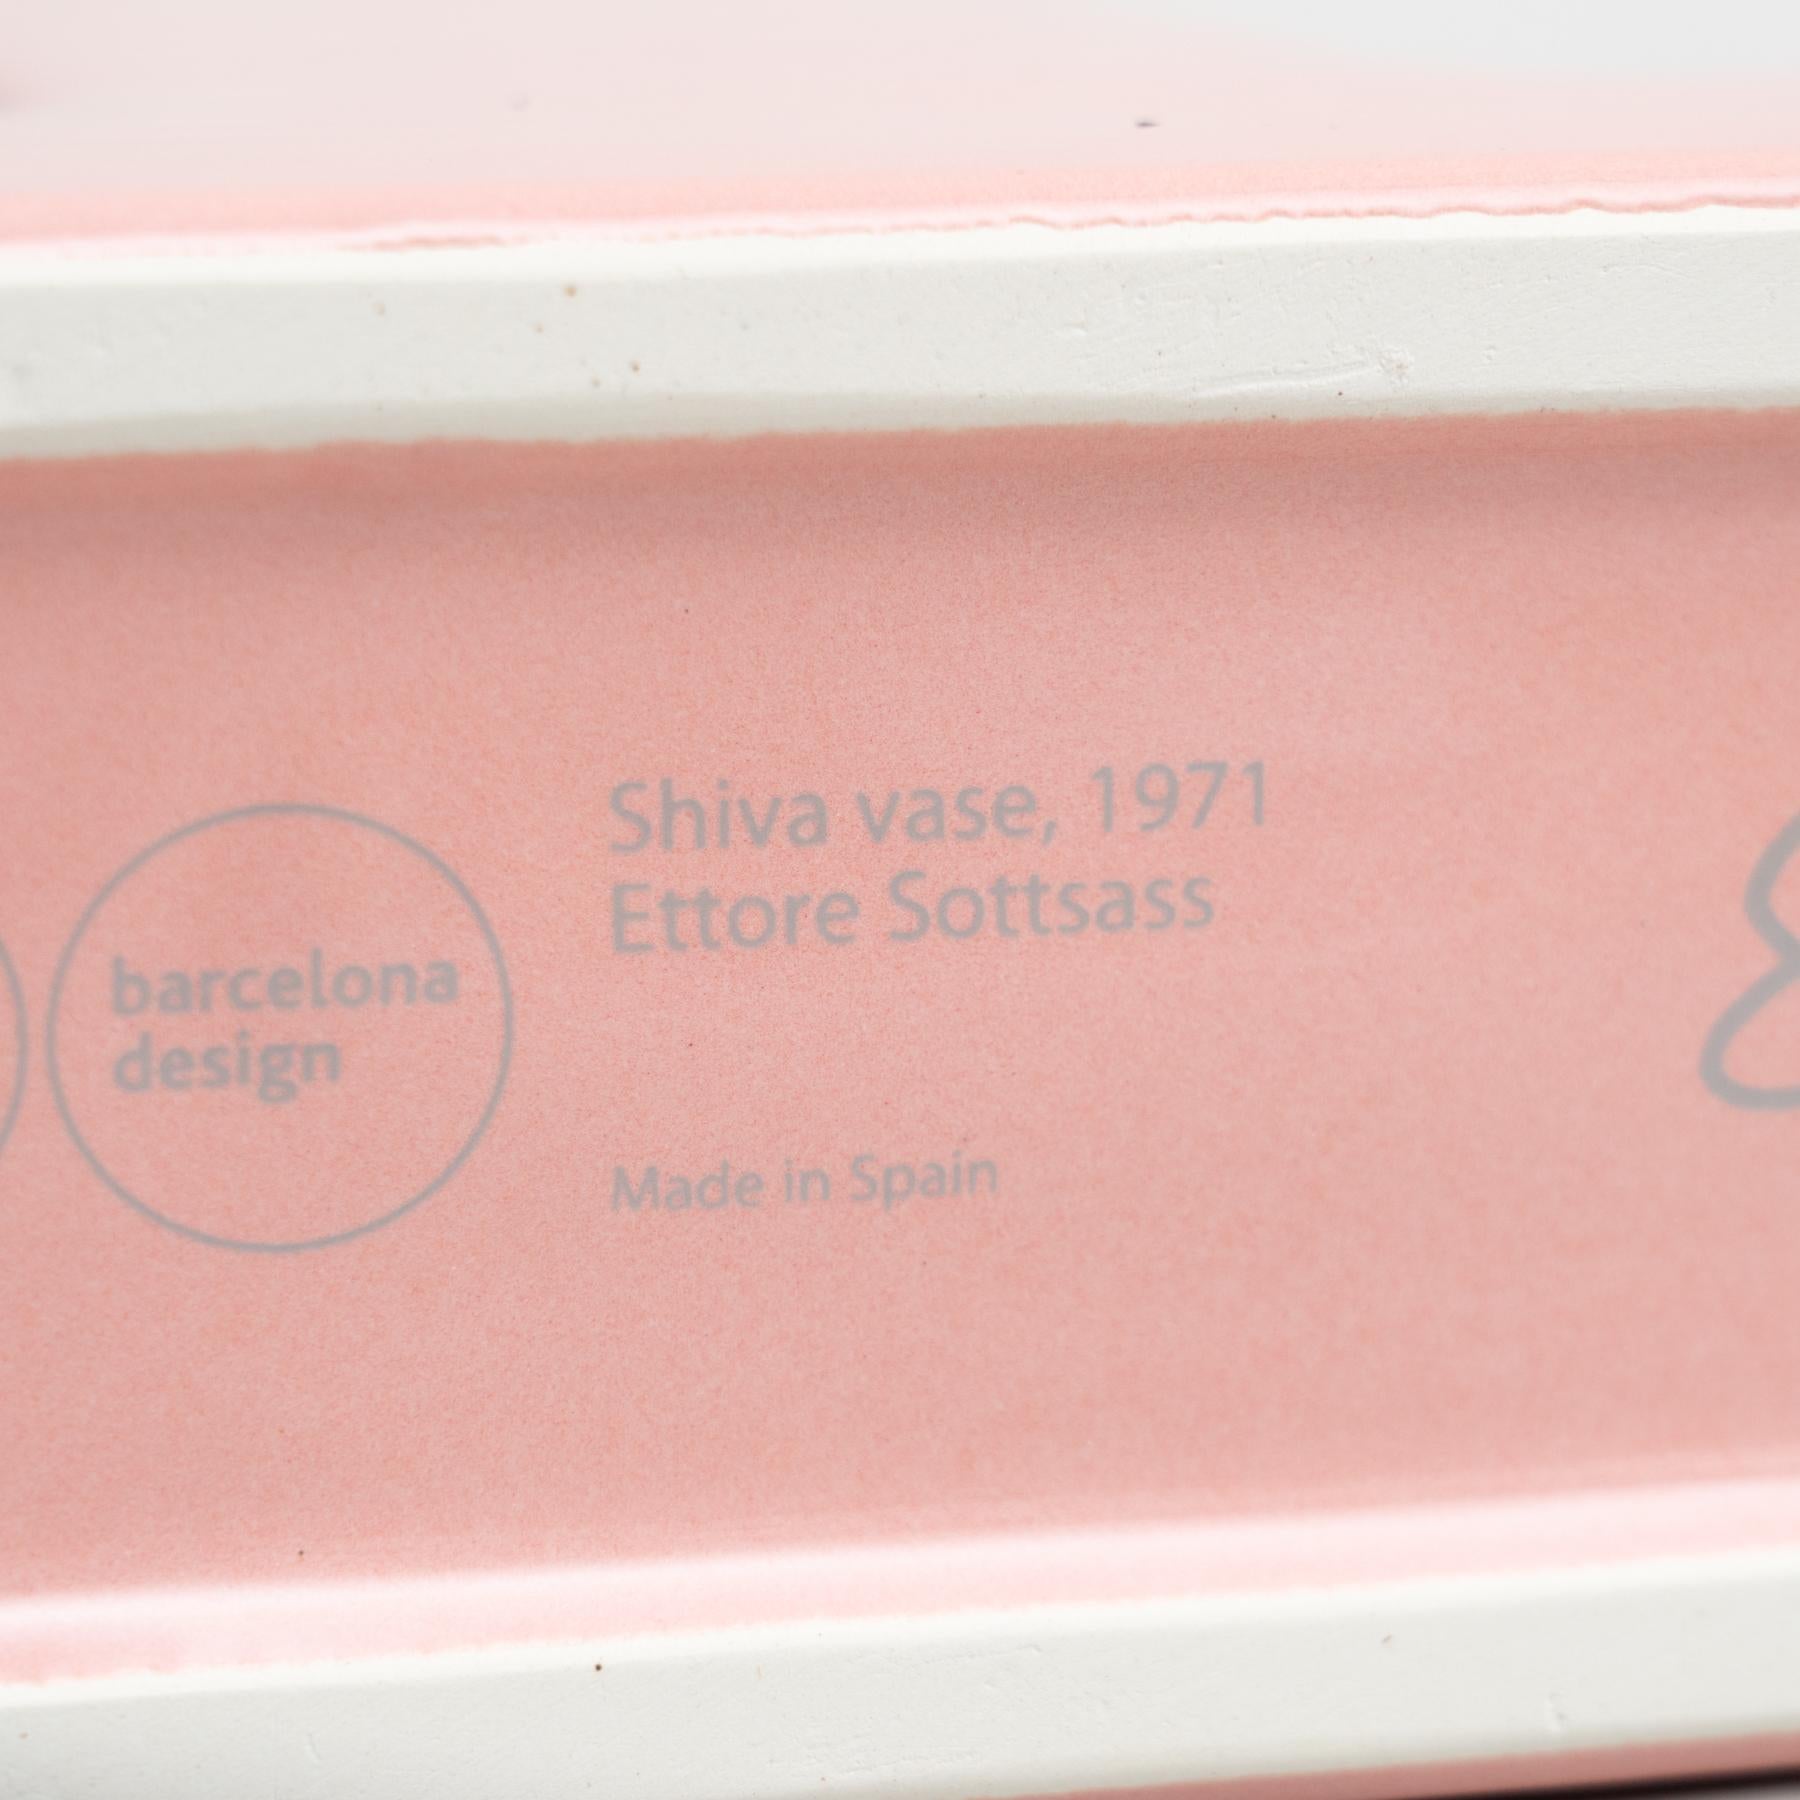 barcelona
design
Shiva vase, 1971
Ettore Sottsass
Made in Spain